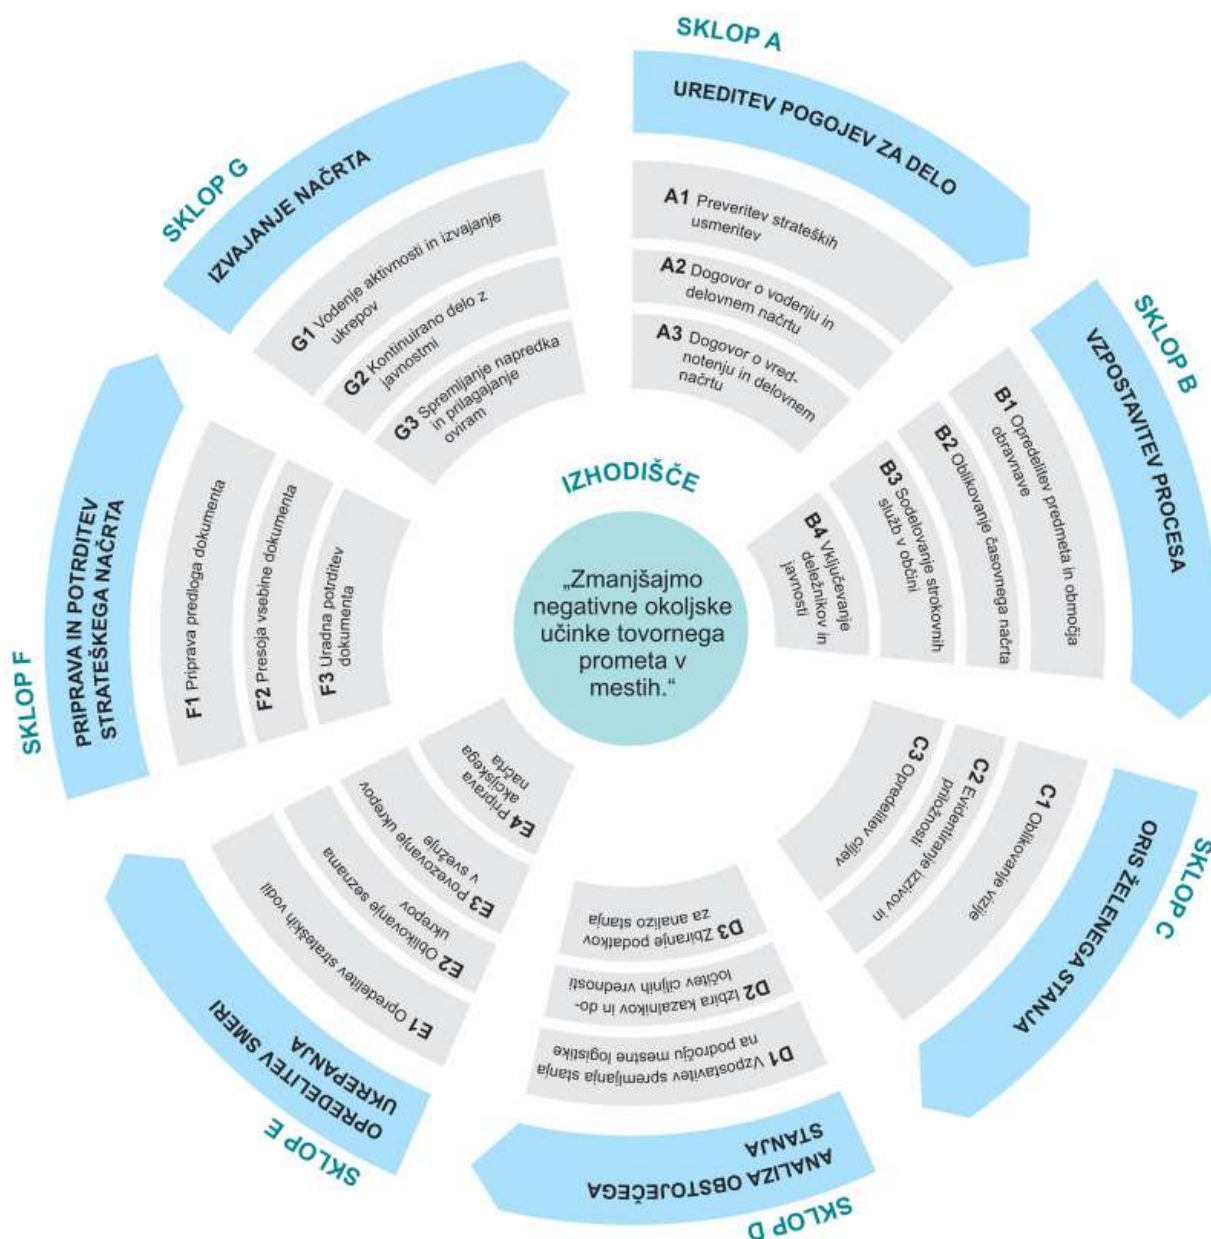 SKLOP A
UREDITEV POGOJEV ZA DELO
A1 Preveritev strateških
usmeritev
A2 Dogovor o vodenju in
delovnem načrtu
A3 Dogovor o vred-
notenju in delovnem
načrtu
SKLOP B
VZPOSTAVITEV PROCESA
B1 Opredelitev predmeta in območja
obravnave
B2 Oblikovanje časovnega načrta
B3 Sodelovanje strokovnih
služb v občini
B4 Vključevanje
deležnikov in
javnosti
SKLOP C
ORIS ŽELENEGA STANJA
C1 Oblikovanje vizije
C2 Evidentiranje izzivov in
priložnosti
C3 Opredelitev ciljev
SKLOP D
ANALIZA OBSTOJEČEGA
STANJA
D1 Vzpostavitev spremljanja stanja
na področju mestne logistike
D2 Izbira kazalnikov in do-
ločitev ciljnih vrednosti
D3 Zbiranje podatkov
za analizo stanja
SKLOP E
OPREDELITEV SMERI
UKREPANJA
E1 Opredelitev strateških vodil
E2 Oblikovanje seznama
ukrepov
E3 Povezovanje ukrepov
v svežnje
E4 Priprava
akcijskega
načrta
SKLOP F
PRIPRAVA IN POTRDITEV
STRATEŠKEGA NAČRTA
F1 Priprava predloga dokumenta
F2 Presoja vsebine dokumenta
F3 Uradna potrditev
dokumenta
SKLOP G
IZVAJANJE NAČRTA
G1 Vodenje aktivnosti in izvajanje
ukrepov
G2 Kontinuirano delo z
javnostmi
G3 Spremljanje napredka
in prilagajanje
oviram
IZHODIŠČE
„Zmanjšajmo
negativne okoljske
učinke tovornega
prometa v
mestih.“